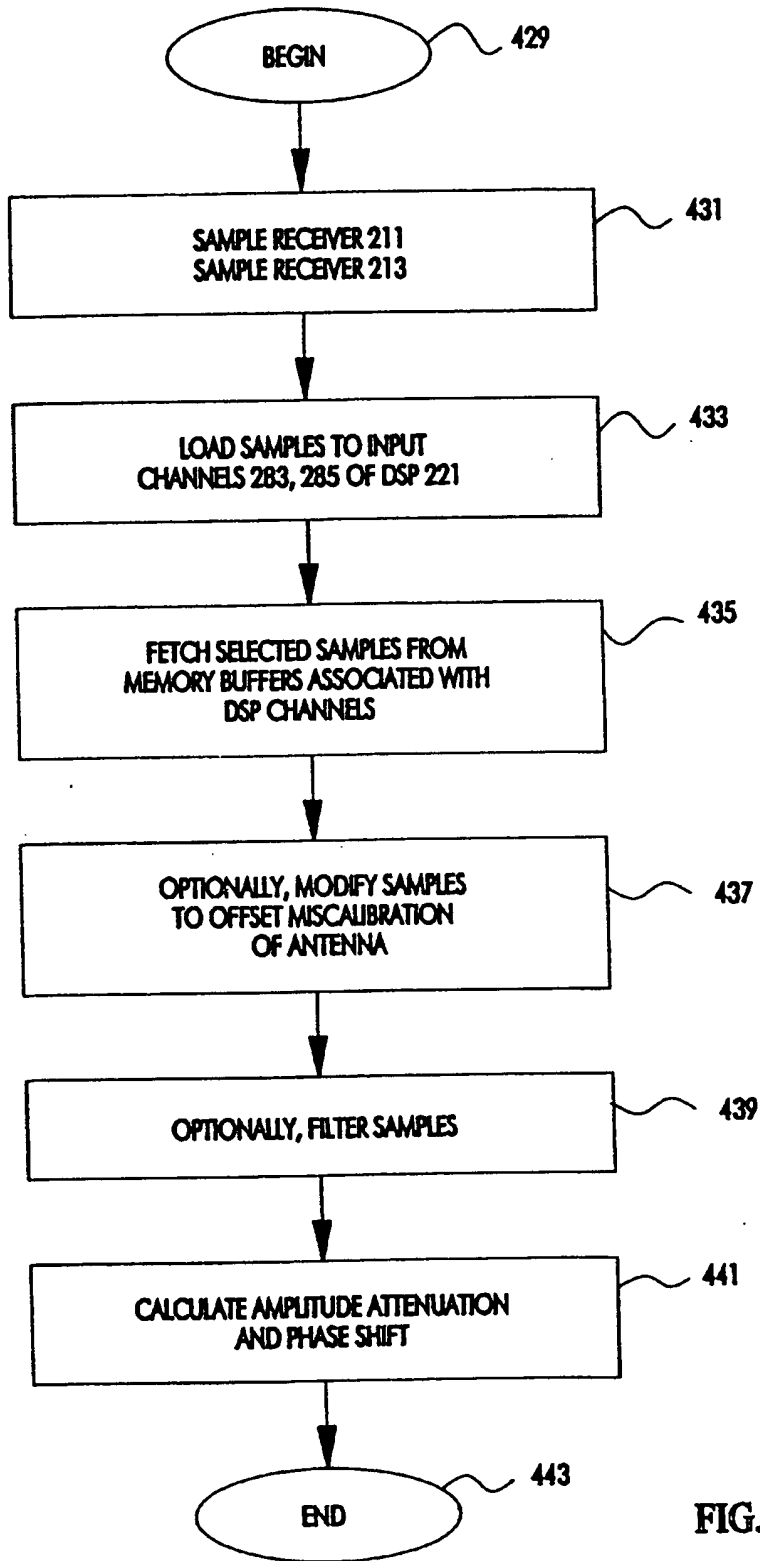 BEGIN
429
431
SAMPLE RECEIVER 211
SAMPLE RECEIVER 213
433
LOAD SAMPLES TO INPUT
CHANNELS 283, 285 OF DSP 221
435
FETCH SELECTED SAMPLES FROM
MEMORY BUFFERS ASSOCIATED WITH
DSP CHANNELS
437
OPTIONALLY, MODIFY SAMPLES
TO OFFSET MISCALIBRATION
OF ANTENNA
439
OPTIONALLY, FILTER SAMPLES
441
CALCULATE AMPLITUDE ATTENUATION
AND PHASE SHIFT
443
END
FIG.